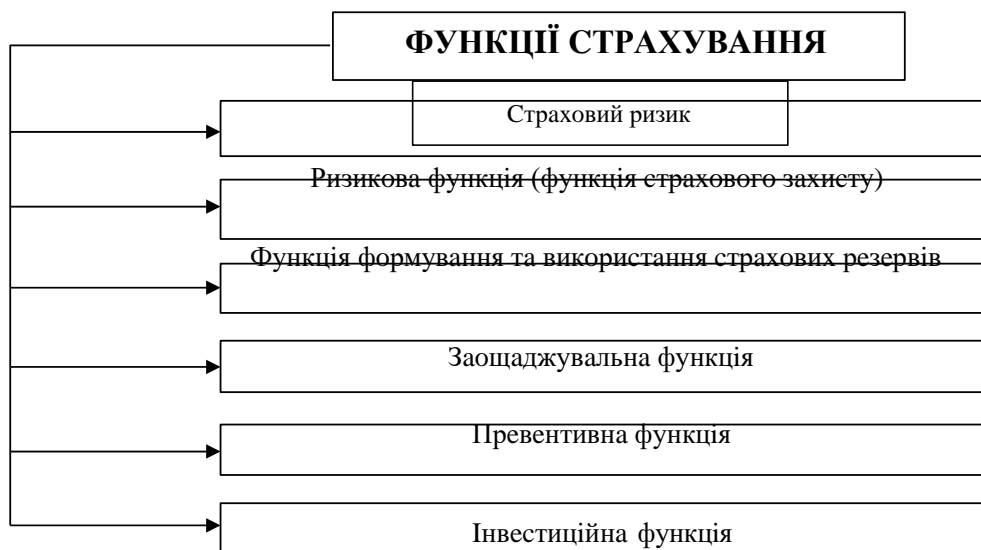 ФУНКЦІЇ СТРАХУВАННЯ
Страховий ризик
Ризикова функція (функція страхового захисту)
Функція формування та використання страхових резервів
Заощаджувальна функція
Превентивна функція
Інвестиційна функція